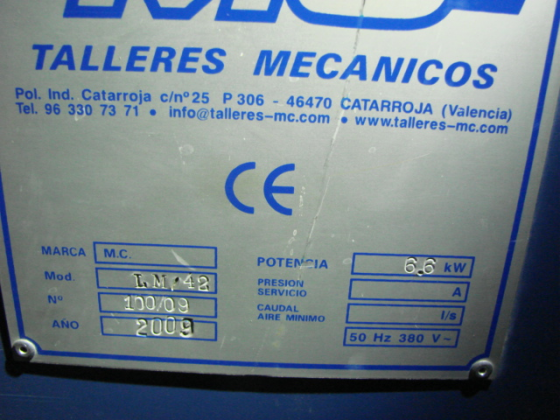 TALLERES MECANICOS
Pol. Ind. Catarroja c/nº25 P 306 - 46470 CATARROJA (Valencia)
Tel. 96 330 73 71 • info@talleres-mc.com • www.talleres-mc.com
CE
MARCA M.C.
Mod. LM/42
Nº 100/09
AÑO 2009
POTENCIA 6.6 kW
PRESION
SERVICIO A
CAUDAL
AIRE MINIMO l/s
50 Hz 380 V~